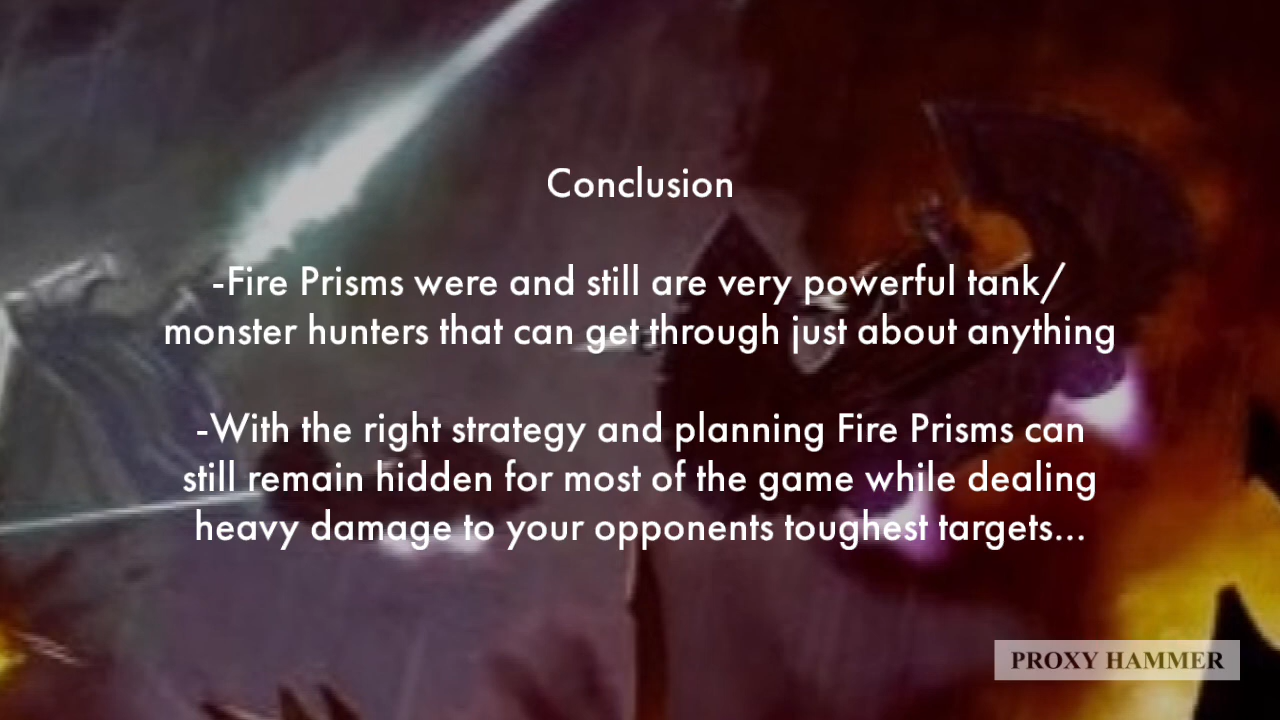 Conclusion
-Fire Prisms were and still are very powerful tank/
monster hunters that can get through just about anything
-With the right strategy and planning Fire Prisms can
still remain hidden for most of the game while dealing
heavy damage to your opponents toughest targets...
PROXY HAMMER